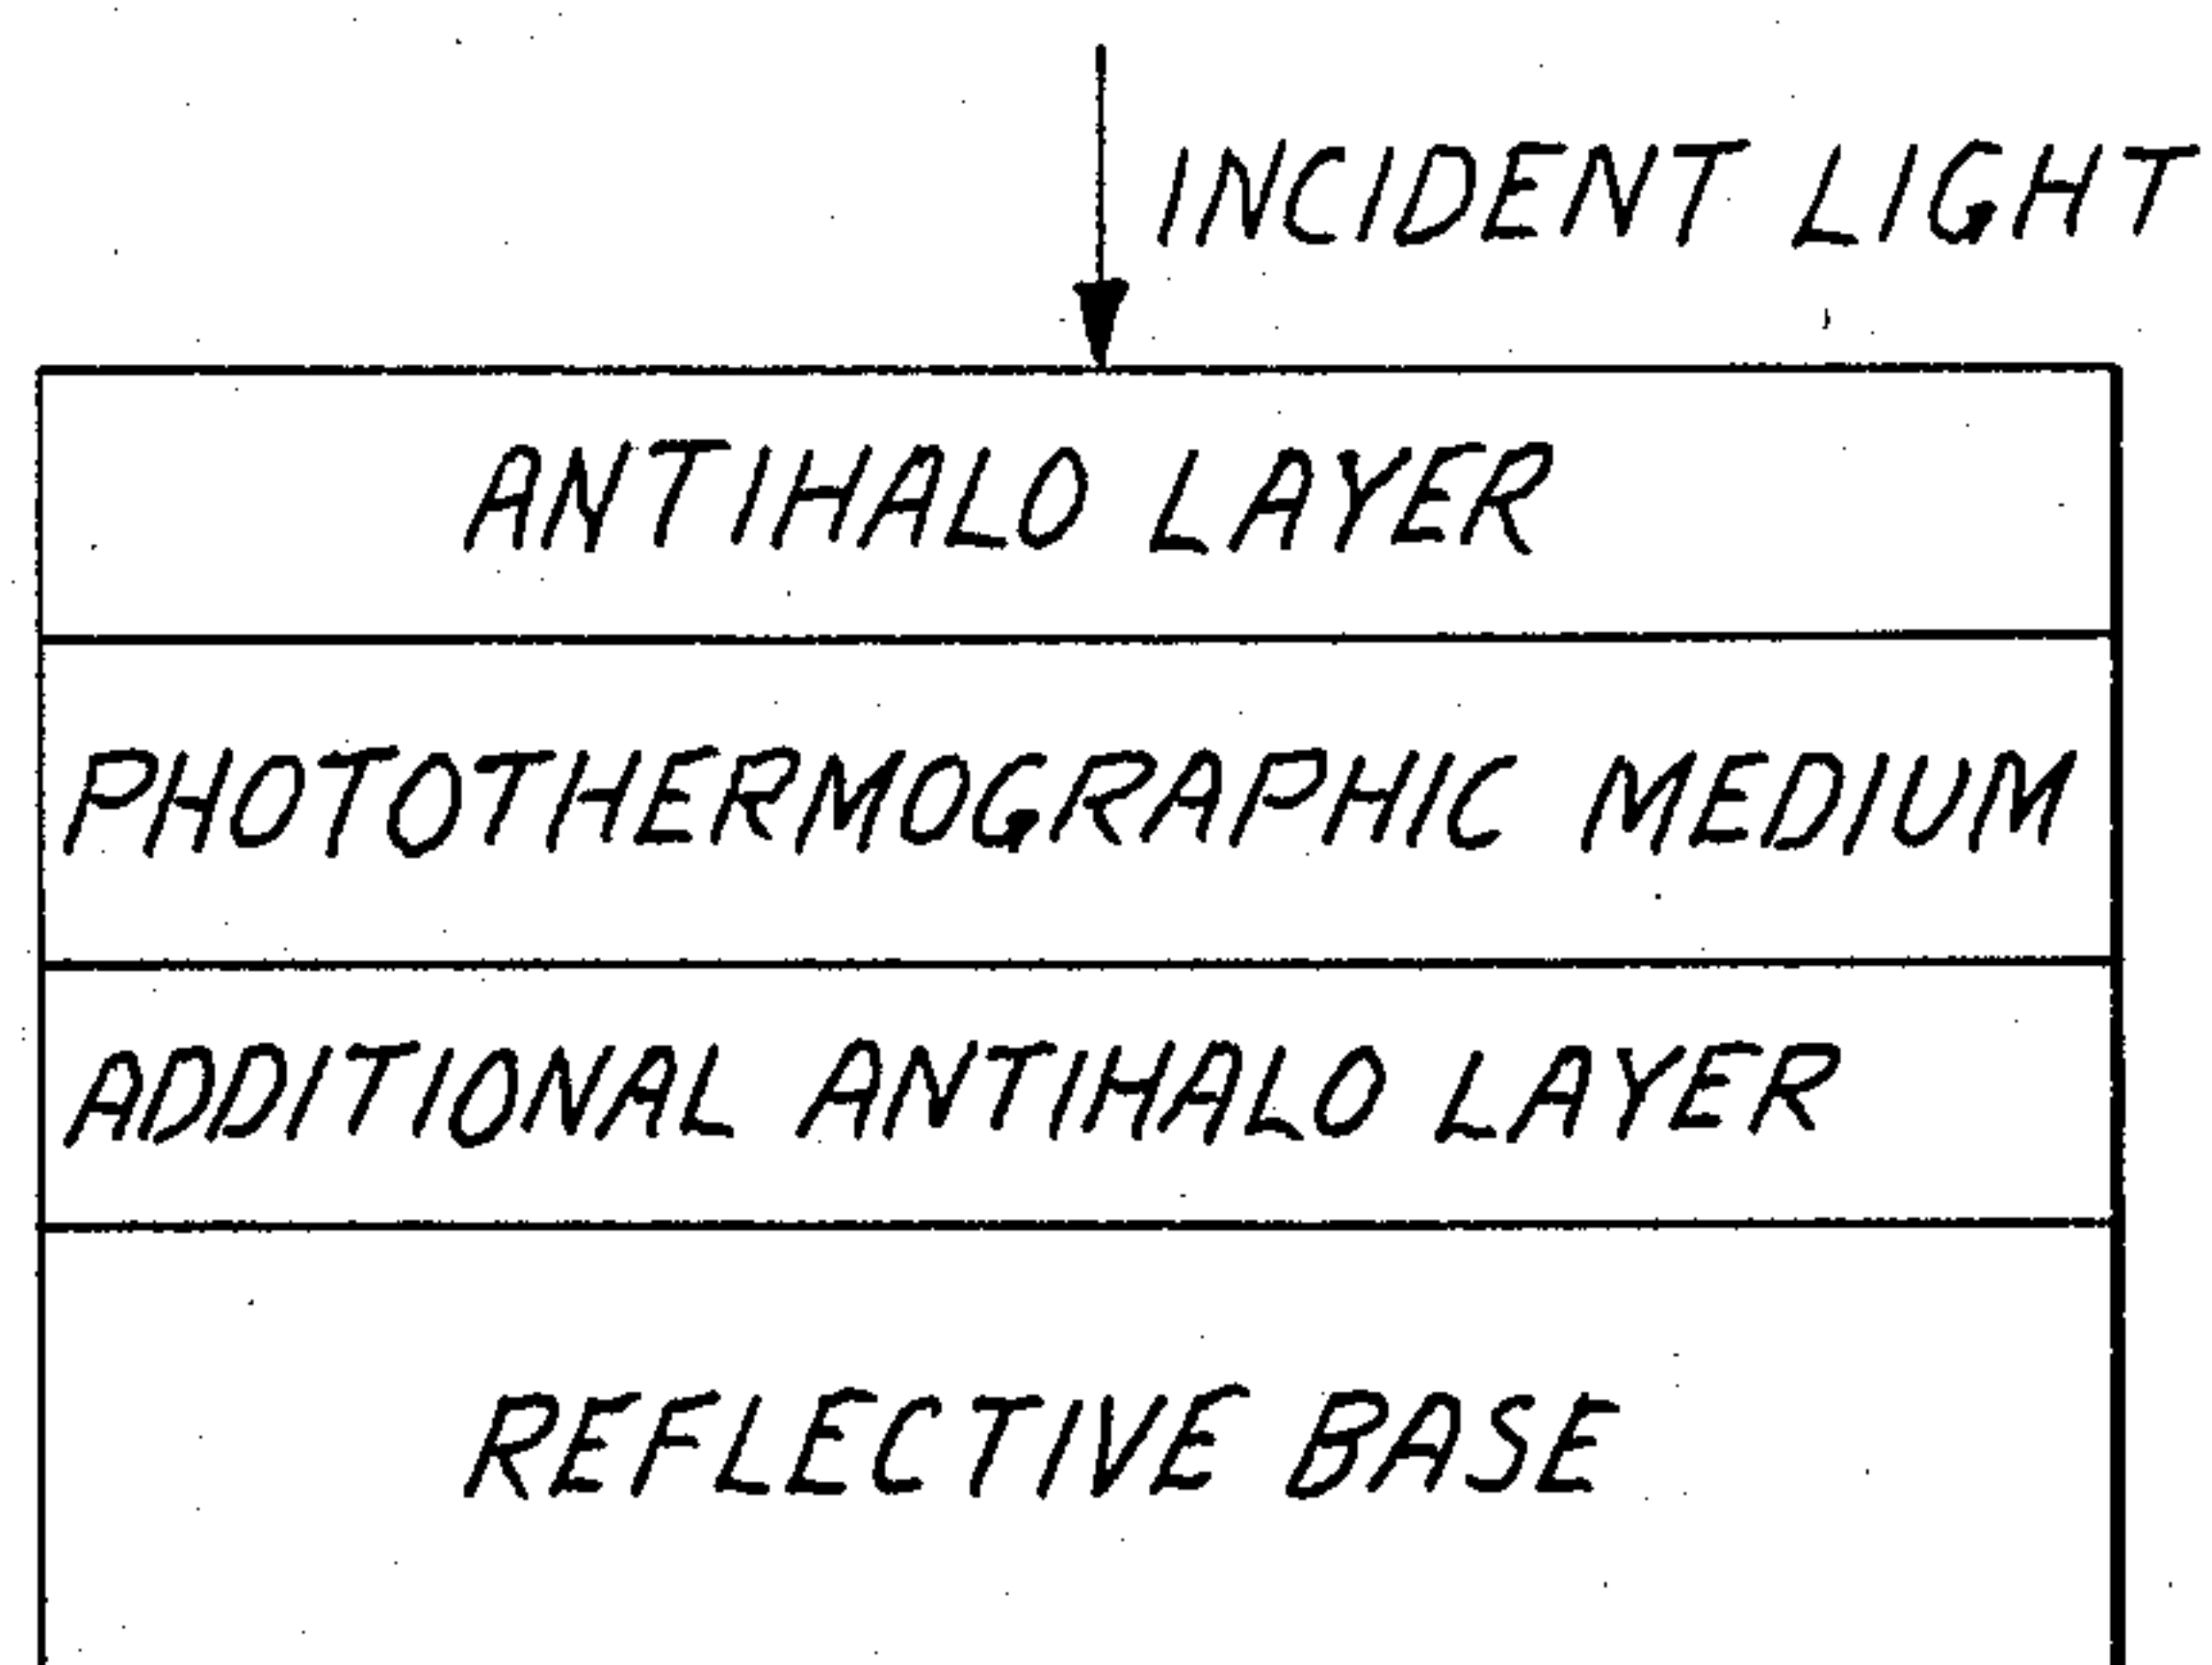 INCIDENT LIGHT
ANTIHALO LAYER
PHOTOTHERMOGRAPHIC MEDIUM
ADDITIONAL ANTIHALO LAYER
REFLECTIVE BASE